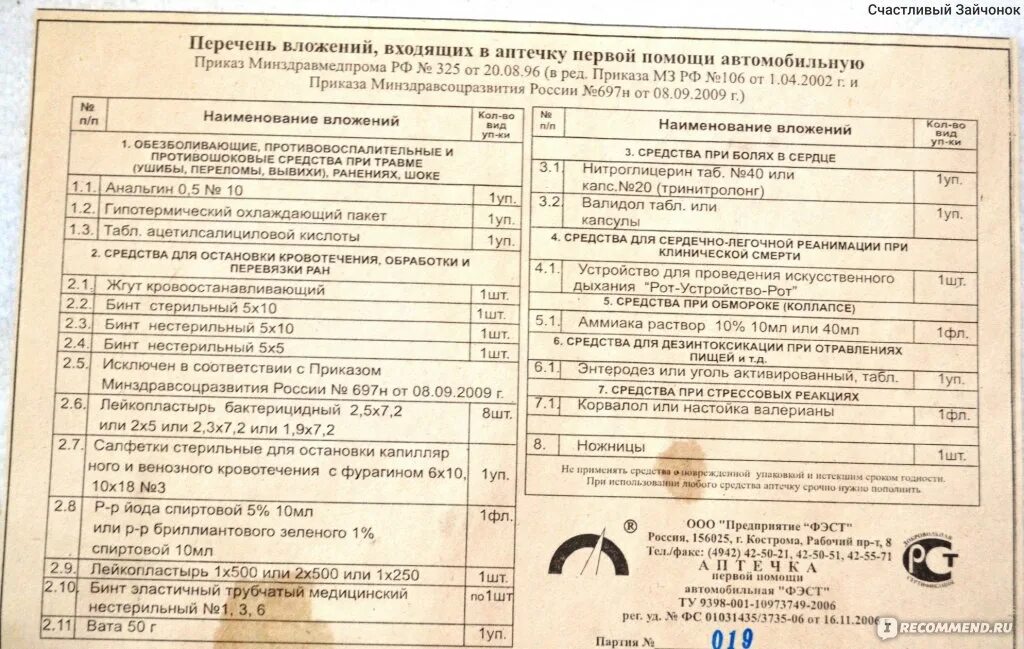 Счастливый Зайчонок
Перечень вложений, входящих в аптечку первой помощи автомобильную
Приказ Минздравмедпрома РФ № 325 от 20.08.96 (в ред. Приказа МЗ РФ №106 от 1.04.2002 г. и
Приказа Минздравсоцразвития России №697н от 08.09.2009 г.)
№ п/п Наименование вложений Кол-во вид уп-ки
1. ОБЕЗБОЛИВАЮЩИЕ, ПРОТИВОВОСПАЛИТЕЛЬНЫЕ И
ПРОТИВОШОКОВЫЕ СРЕДСТВА ПРИ ТРАВМЕ
(УШИБЫ, ПЕРЕЛОМЫ, ВЫВИХИ), РАНЕНИЯХ, ШОКЕ
1.1. Анальгин 0,5 № 10 1уп.
1.2. Гипотермический охлаждающий пакет 1уп.
1.3. Табл. ацетилсалициловой кислоты 1уп.
2. СРЕДСТВА ДЛЯ ОСТАНОВКИ КРОВОТЕЧЕНИЯ, ОБРАБОТКИ И
ПЕРЕВЯЗКИ РАН
2.1. Жгут кровоостанавливающий 1шт.
2.2. Бинт стерильный 5х10 1шт.
2.3. Бинт нестерильный 5х10 1шт.
2.4. Бинт нестерильный 5х5 1шт.
2.5. Исключен в соответствии с Приказом
Минздравсоцразвития России № 697н от 08.09.2009 г.
2.6. Лейкопластырь бактерицидный 2,5х7,2 8шт.
или 2х5 или 2,3х7,2 или 1,9х7,2
2.7. Салфетки стерильные для остановки капилляр
ного и венозного кровотечения с фурагином 6х10, 1уп.
10х18 №3
2.8 Р-р йода спиртовой 5% 10мл 1фл.
или р-р бриллиантового зеленого 1%
спиртовой 10мл
2.9. Лейкопластырь 1х500 или 2х500 или 1х250 1шт.
2.10. Бинт эластичный трубчатый медицинский по1шт
нестерильный №1, 3, 6
2.11 Вата 50 г 1уп.
№ п/п Наименование вложений Кол-во вид уп-ки
3. СРЕДСТВА ПРИ БОЛЯХ В СЕРДЦЕ
3.1. Нитроглицерин таб. №40 или 1уп.
капс.№20 (тринитролонг)
3.2. Валидол табл. или 1уп.
капсулы
4. СРЕДСТВА ДЛЯ СЕРДЕЧНО-ЛЕГОЧНОЙ РЕАНИМАЦИИ ПРИ
КЛИНИЧЕСКОЙ СМЕРТИ
4.1. Устройство для проведения искусственного 1шт.
дыхания "Рот-Устройство-Рот"
5. СРЕДСТВА ПРИ ОБМОРОКЕ (КОЛЛАПСЕ)
5.1. Аммиака раствор 10% 10мл или 40мл 1фл.
6. СРЕДСТВА ДЛЯ ДЕЗИНТОКСИКАЦИИ ПРИ ОТРАВЛЕНИЯХ
ПИЩЕЙ и т.д.
6.1. Энтеродез или уголь активированный, табл. 1уп.
7. СРЕДСТВА ПРИ СТРЕССОВЫХ РЕАКЦИЯХ
7.1. Корвалол или настойка валерианы 1фл.
8. Ножницы 1шт.
Не применять средства с поврежденной упаковкой и истекшим сроком годности.
При использовании любого средства аптечку срочно нужно пополнить
® ООО "Предприятие "ФЭСТ"
Россия, 156025, г. Кострома, Рабочий пр-т, 8
Тел./факс: (4942) 42-50-21, 42-50-51, 42-55-71
АПТЕЧКА
первой помощи
автомобильная "ФЭСТ"
ТУ 9398-001-10973749-2006
рег. уд. № ФС 01031435/3735-06 от 16.11.2006
Партия № 019
ДОБРОВОЛЬНАЯ
РСТ
СЕРТИФИКАЦИЯ
IRECOMMEND.RU